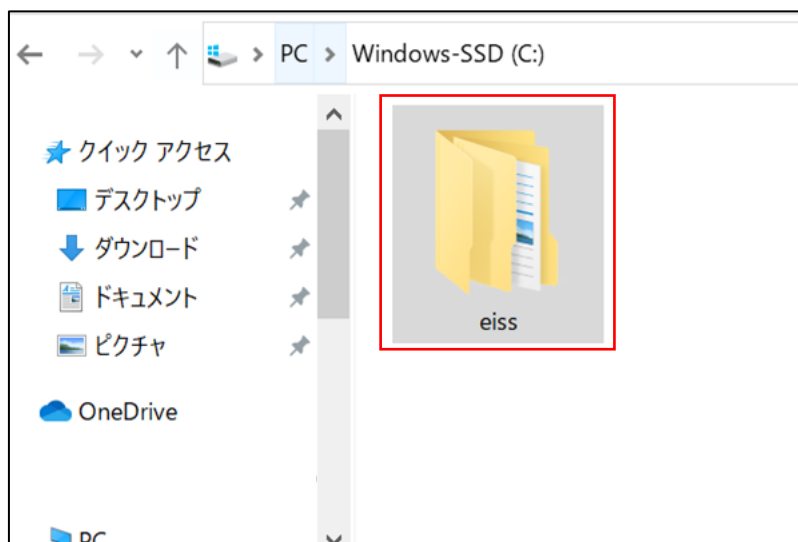 PC > Windows-SSD (C:)
クイック アクセス
デスクトップ
ダウンロード
ドキュメント
ピクチャ
OneDrive
PC
eiss